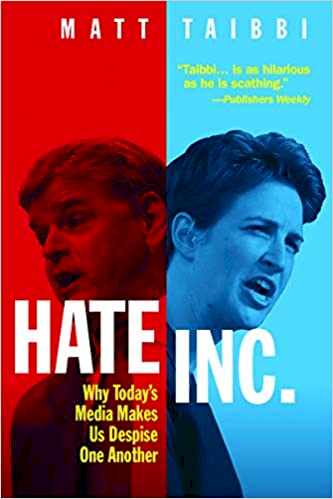 MATT TAIBBI
"Taibbi... is as hilarious
as he is scathing."
—Publishers Weekly
HATE INC.
Why Today's
Media Makes
Us Despise
One Another